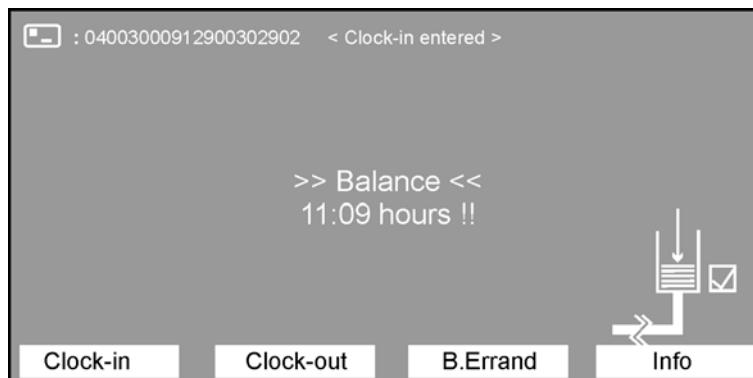 : 04003000912900302902 < Clock-in entered >
>> Balance <<
11:09 hours !!
Clock-in Clock-out B.Errand Info